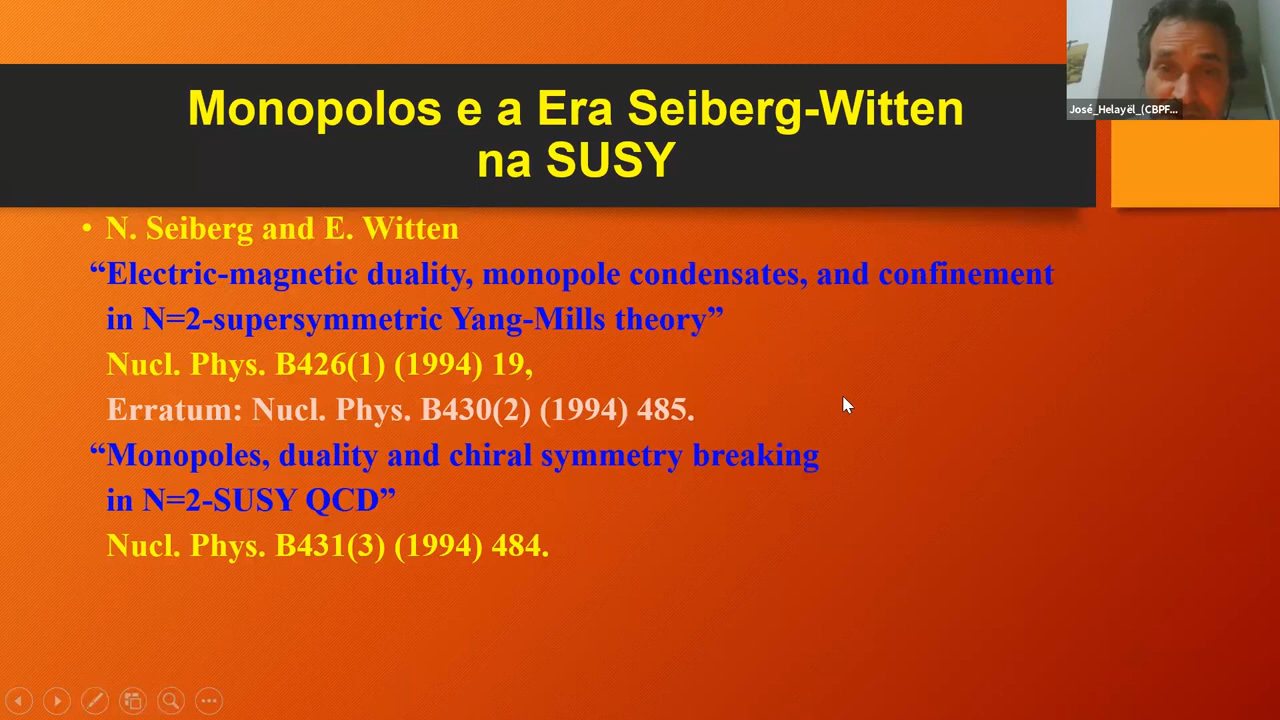 Monopolos e a Era Seiberg-Witten
na SUSY
José_Helayël_(CBPF...
• N. Seiberg and E. Witten
“Electric-magnetic duality, monopole condensates, and confinement
in N=2-supersymmetric Yang-Mills theory”
Nucl. Phys. B426(1) (1994) 19,
Erratum: Nucl. Phys. B430(2) (1994) 485.
“Monopoles, duality and chiral symmetry breaking
in N=2-SUSY QCD”
Nucl. Phys. B431(3) (1994) 484.